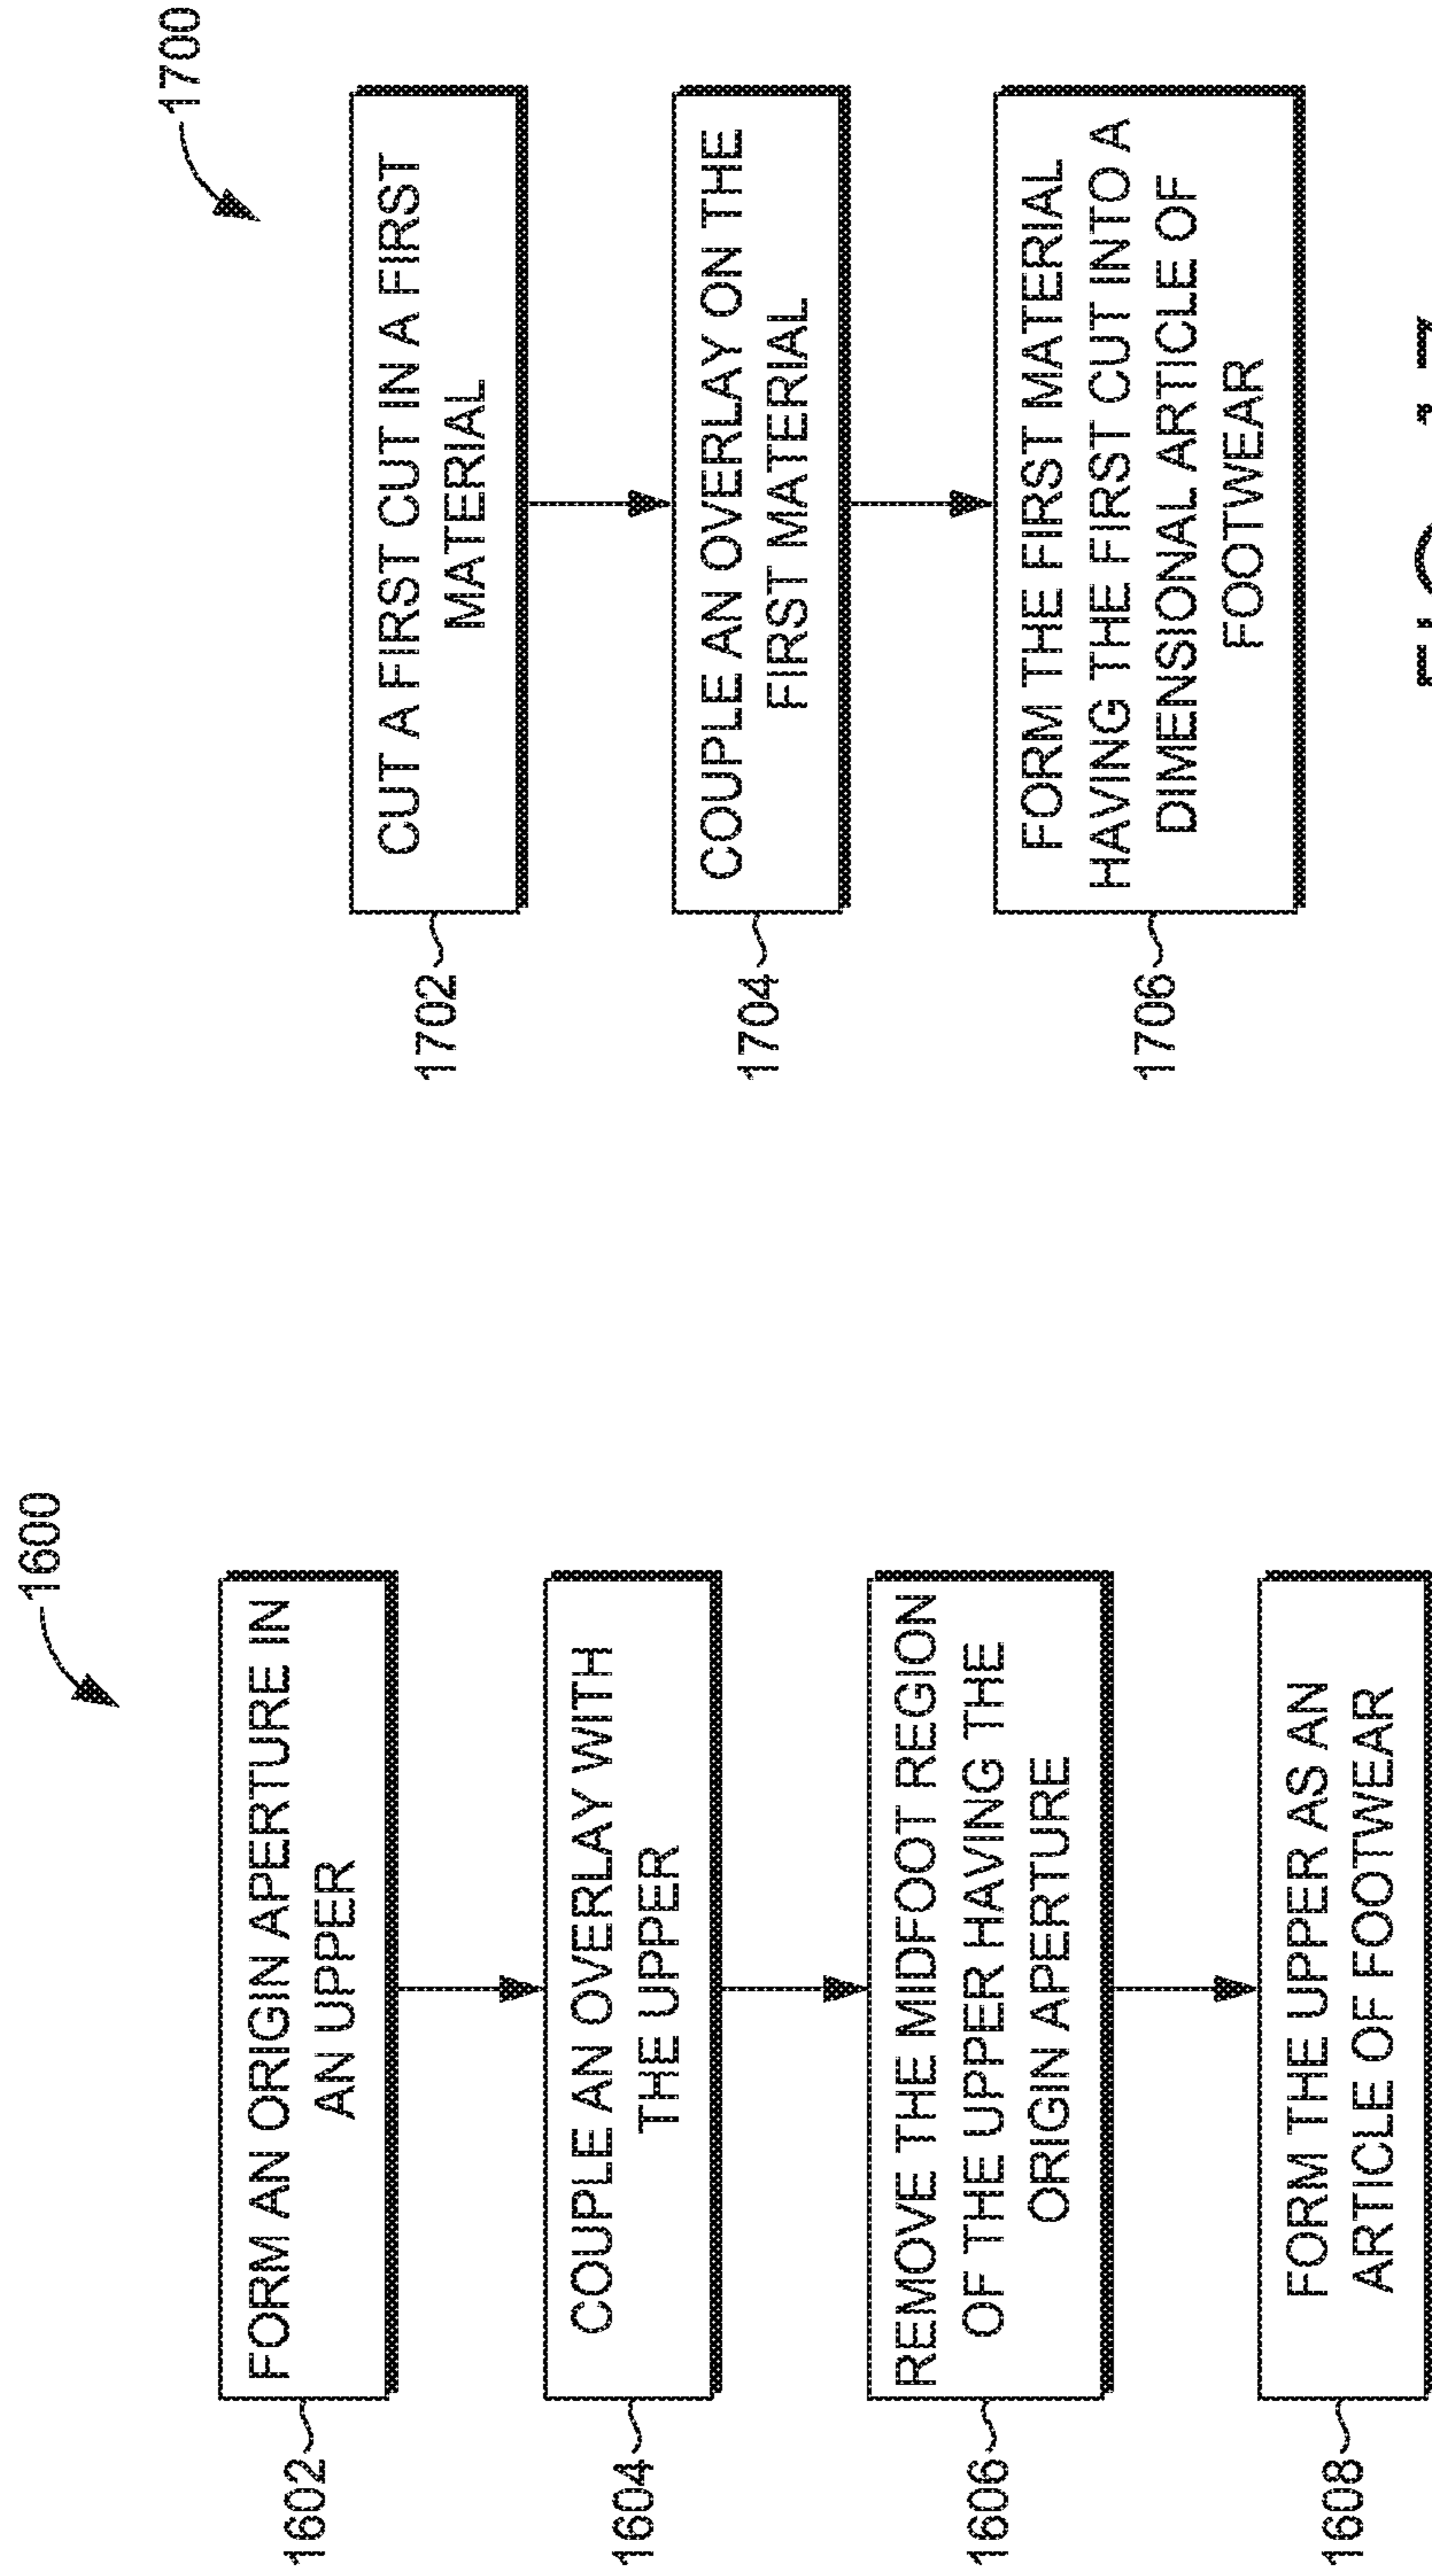 1600
1602
FORM AN ORIGIN APERTURE IN
AN UPPER
1604
COUPLE AN OVERLAY WITH
THE UPPER
1606
REMOVE THE MIDFOOT REGION
OF THE UPPER HAVING THE
ORIGIN APERTURE
1608
FORM THE UPPER AS AN
ARTICLE OF FOOTWEAR
1700
1702
CUT A FIRST CUT IN A FIRST
MATERIAL
1704
COUPLE AN OVERLAY ON THE
FIRST MATERIAL
1706
FORM THE FIRST MATERIAL
HAVING THE FIRST CUT INTO A
DIMENSIONAL ARTICLE OF
FOOTWEAR